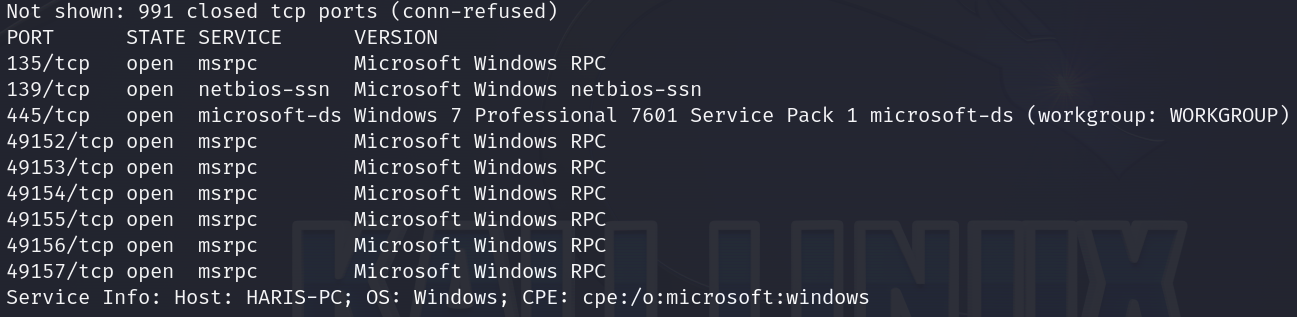 Not shown: 991 closed tcp ports (conn-refused)
PORT      STATE SERVICE      VERSION
135/tcp   open  msrpc        Microsoft Windows RPC
139/tcp   open  netbios-ssn  Microsoft Windows netbios-ssn
445/tcp   open  microsoft-ds Windows 7 Professional 7601 Service Pack 1 microsoft-ds (workgroup: WORKGROUP)
49152/tcp open  msrpc        Microsoft Windows RPC
49153/tcp open  msrpc        Microsoft Windows RPC
49154/tcp open  msrpc        Microsoft Windows RPC
49155/tcp open  msrpc        Microsoft Windows RPC
49156/tcp open  msrpc        Microsoft Windows RPC
49157/tcp open  msrpc        Microsoft Windows RPC
Service Info: Host: HARIS-PC; OS: Windows; CPE: cpe:/o:microsoft:windows
KALI LINUX